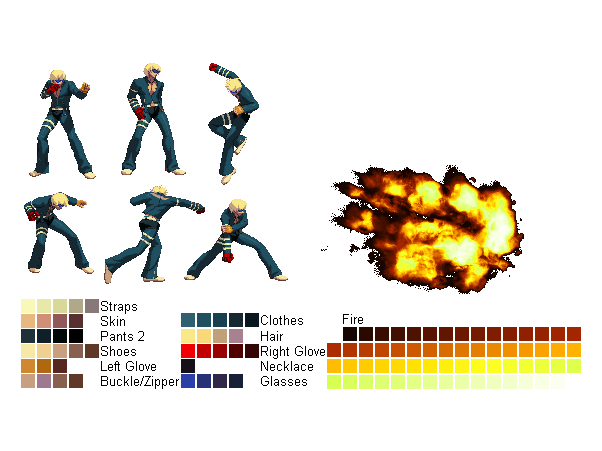 Straps
Skin
Pants 2
Shoes
Left Glove
Buckle/Zipper
Clothes
Hair
Right Glove
Necklace
Glasses
Fire